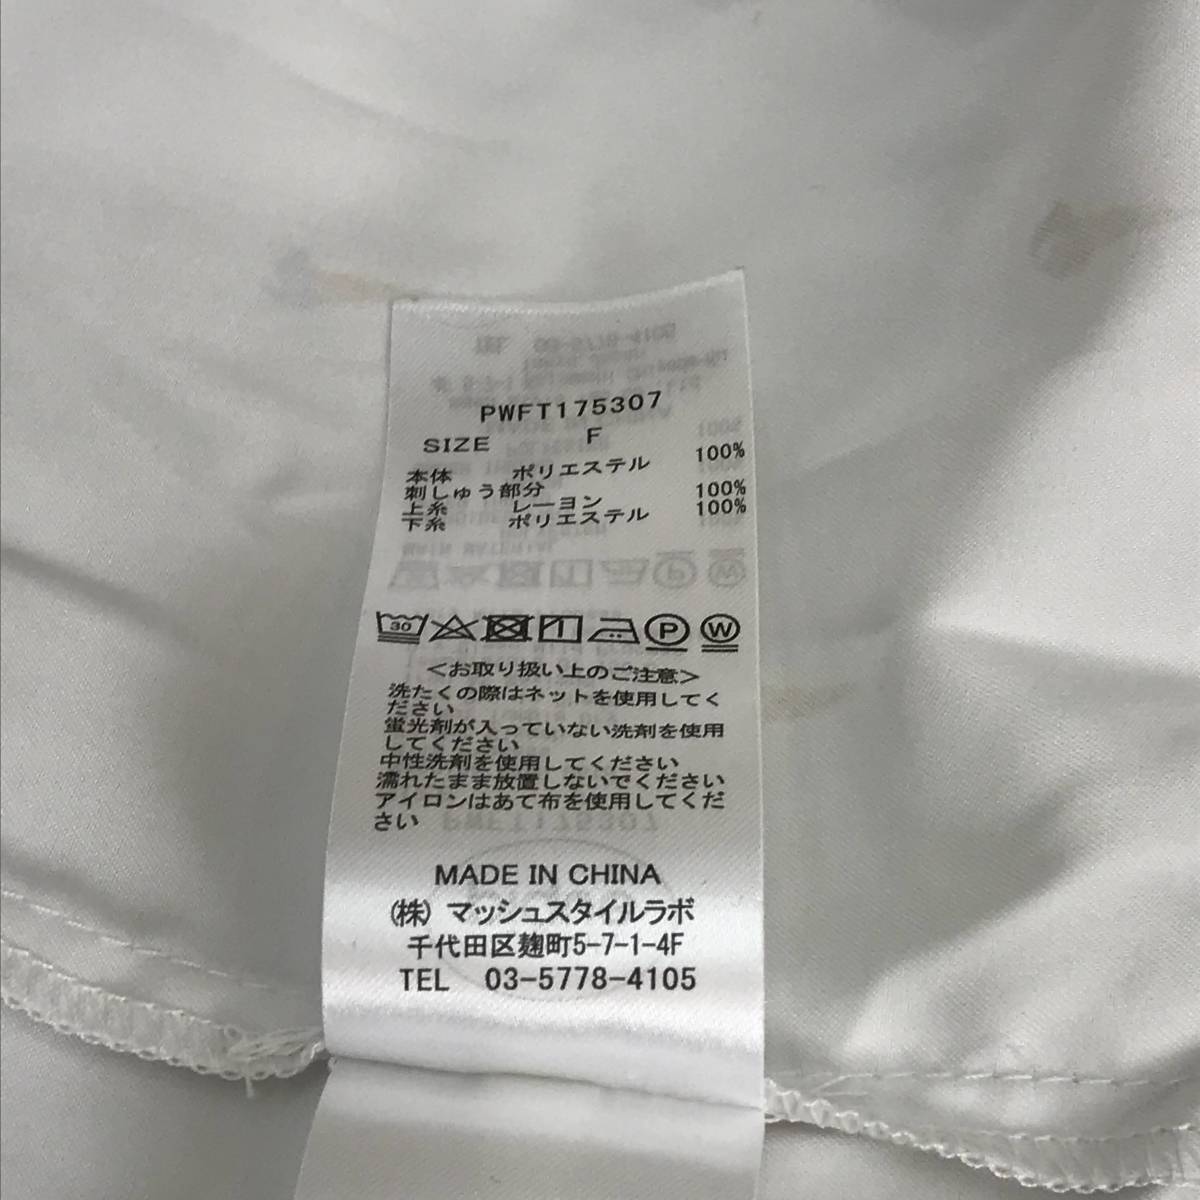 PWFT175307
SIZE F
本体 ポリエステル 100%
刺しゅう部分
上糸 レーヨン 100%
下糸 ポリエステル 100%
30 P W
<お取り扱い上のご注意>
洗たくの際はネットを使用してく
ださい
蛍光剤が入っていない洗剤を使用
してください
中性洗剤を使用してください
濡れたまま放置しないでください
アイロンはあて布を使用してくだ
さい
MADE IN CHINA
(株) マッシュスタイルラボ
千代田区麹町5-7-1-4F
TEL 03-5778-4105